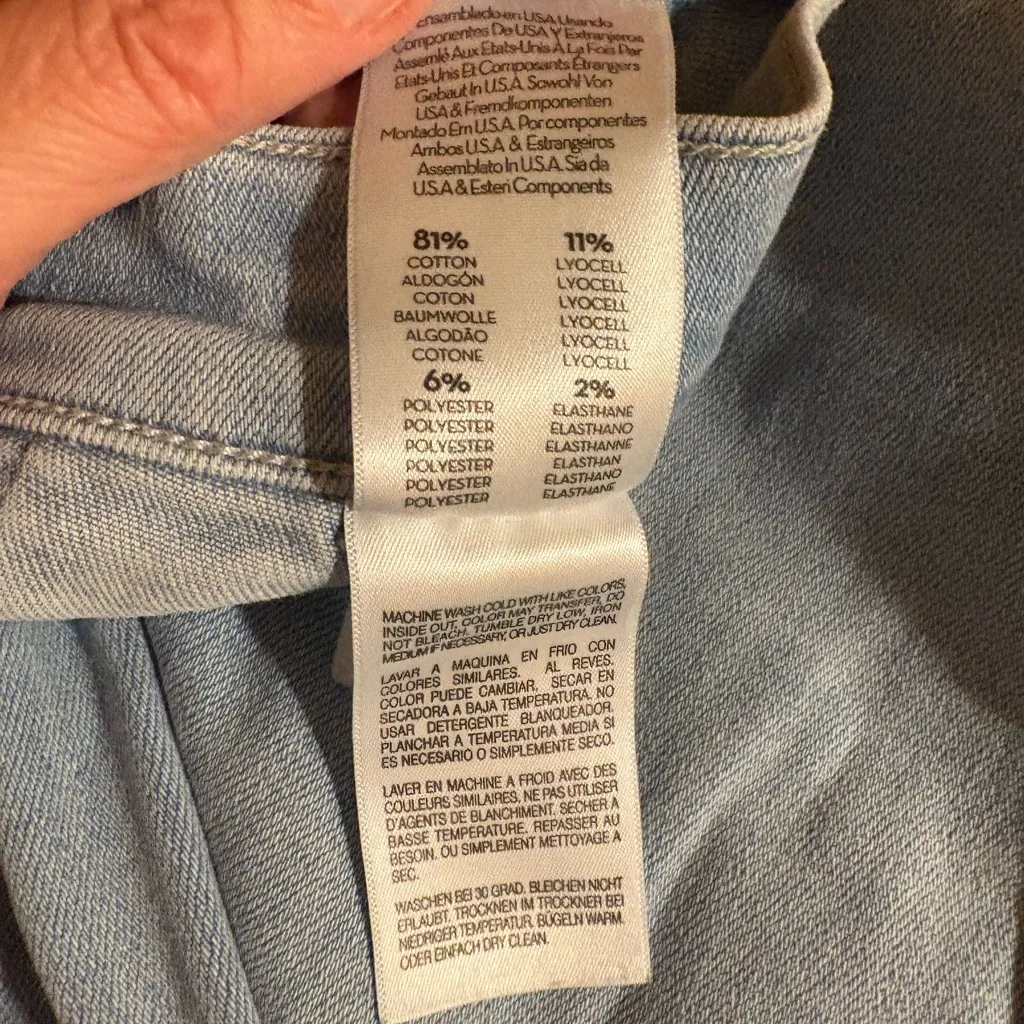 Ensamblado en USA Usando
Componentes De USA Y Extranjeros
Assemlé Aux Etats-Unis A La Fois Par
Etats-Unis Et Composants Étrangers
Gebaut In U.S.A. Sowohl Von
USA & Fremdkomponenten
Montado Em U.S.A. Por componentes
Ambos U.S.A & Estrangeiros
Assemblato In U.S.A. Sia da
U.S.A & Esteri Components
81%
COTTON
ALDOGÓN
COTON
BAUMWOLLE
ALGODÃO
COTONE
11%
LYOCELL
LYOCELL
LYOCELL
LYOCELL
LYOCELL
LYOCELL
6%
POLYESTER
POLYESTER
POLYESTER
POLYESTER
POLYESTER
POLYESTER
2%
ELASTHANE
ELASTHANO
ELASTHANNE
ELASTHAN
ELASTHANO
ELASTHANE
MACHINE WASH COLD WITH LIKE COLORS,
INSIDE OUT, COLOR MAY TRANSFER, DO
NOT BLEACH. TUMBLE DRY LOW, IRON
MEDIUM IF NECESSARY, OR JUST DRY CLEAN.
LAVAR A MAQUINA EN FRIO CON
COLORES SIMILARES. AL REVES.
COLOR PUEDE CAMBIAR, SECAR EN
SECADORA A BAJA TEMPERATURA. NO
USAR DETERGENTE BLANQUEADOR.
PLANCHAR A TEMPERATURA MEDIA SI
ES NECESARIO O SIMPLEMENTE SECO.
LAVER EN MACHINE A FROID AVEC DES
COULEURS SIMILAIRES, NE PAS UTILISER
D'AGENTS DE BLANCHIMENT. SECHER A
BASSE TEMPERATURE. REPASSER AU
BESOIN. OU SIMPLEMENT METTOYAGE A
SEC.
WASCHEN BEI 30 GRAD. BLEICHEN NICHT
ERLAUBT. TROCKNEN IM TROCKNER BEI
NIEDRIGER TEMPERATUR. BÜGELN WARM.
ODER EINFACH DRY CLEAN.